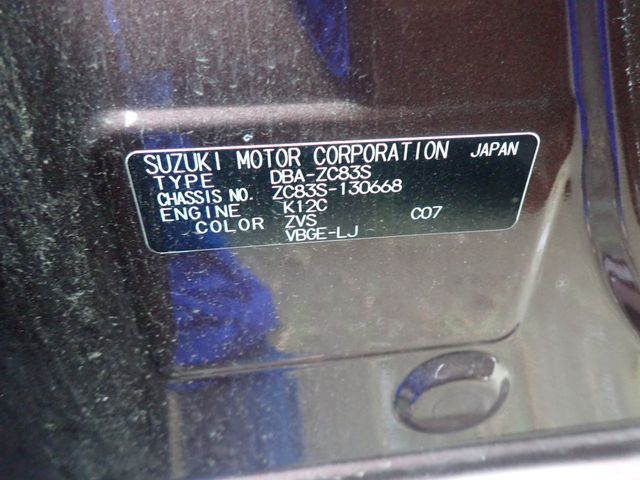 SUZUKI MOTOR CORPORATION JAPAN
TYPE DBA-ZC83S
CHASSIS NO. ZC83S-130668
ENGINE K12C
COLOR ZVS C07
VBGE-LJ